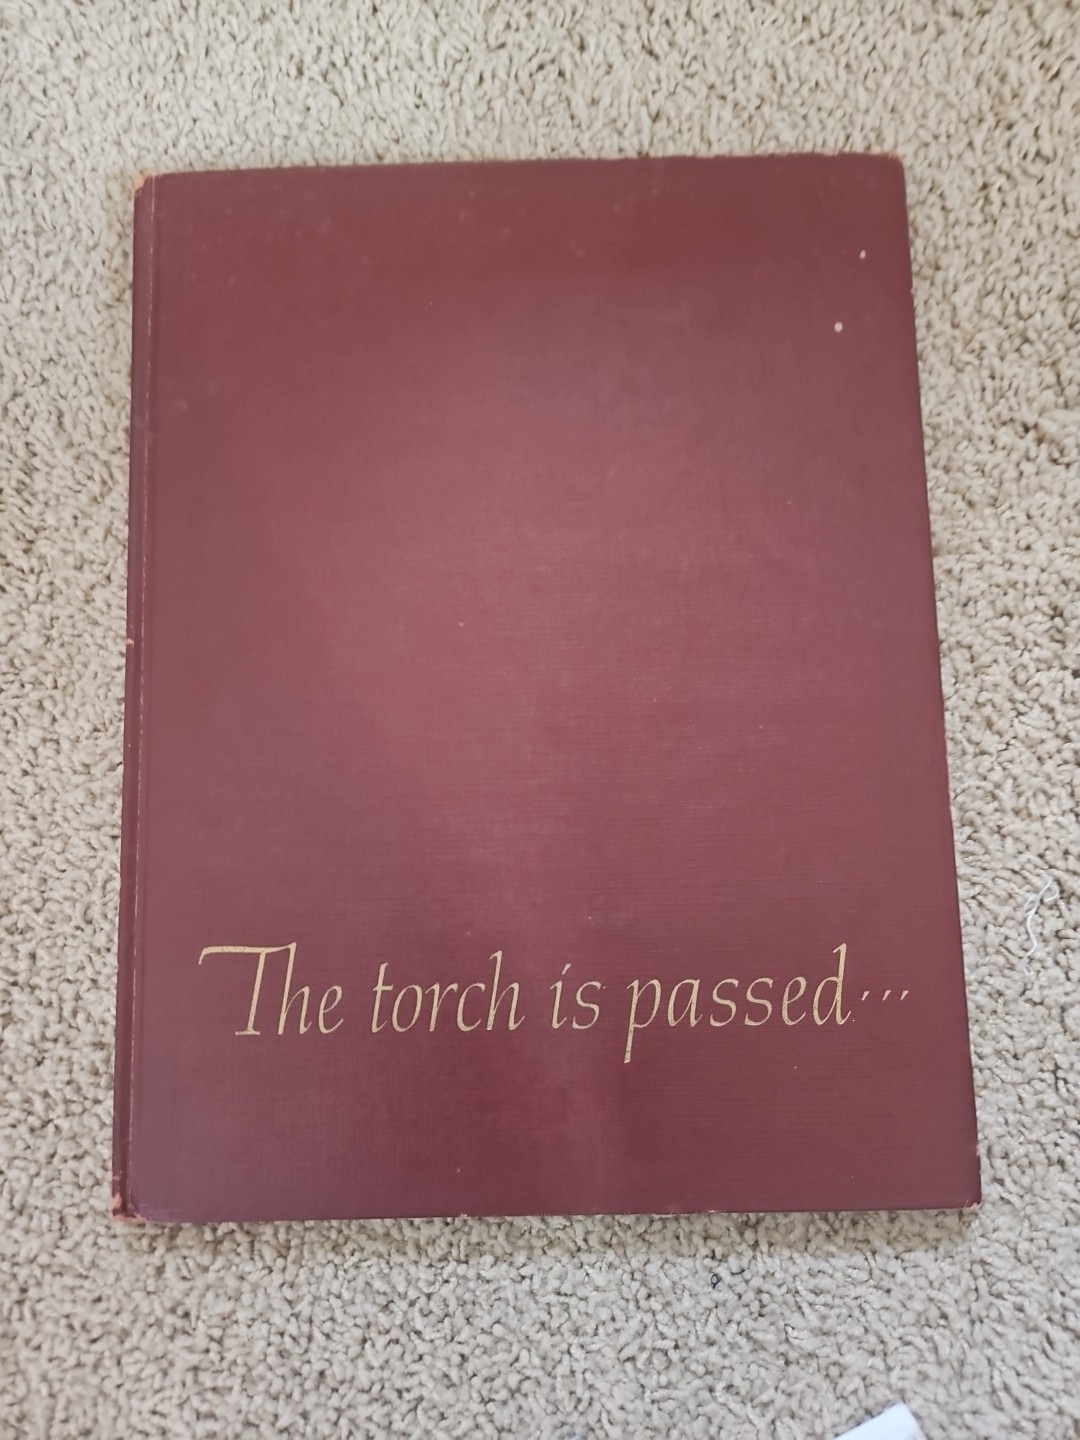 The torch is passed...